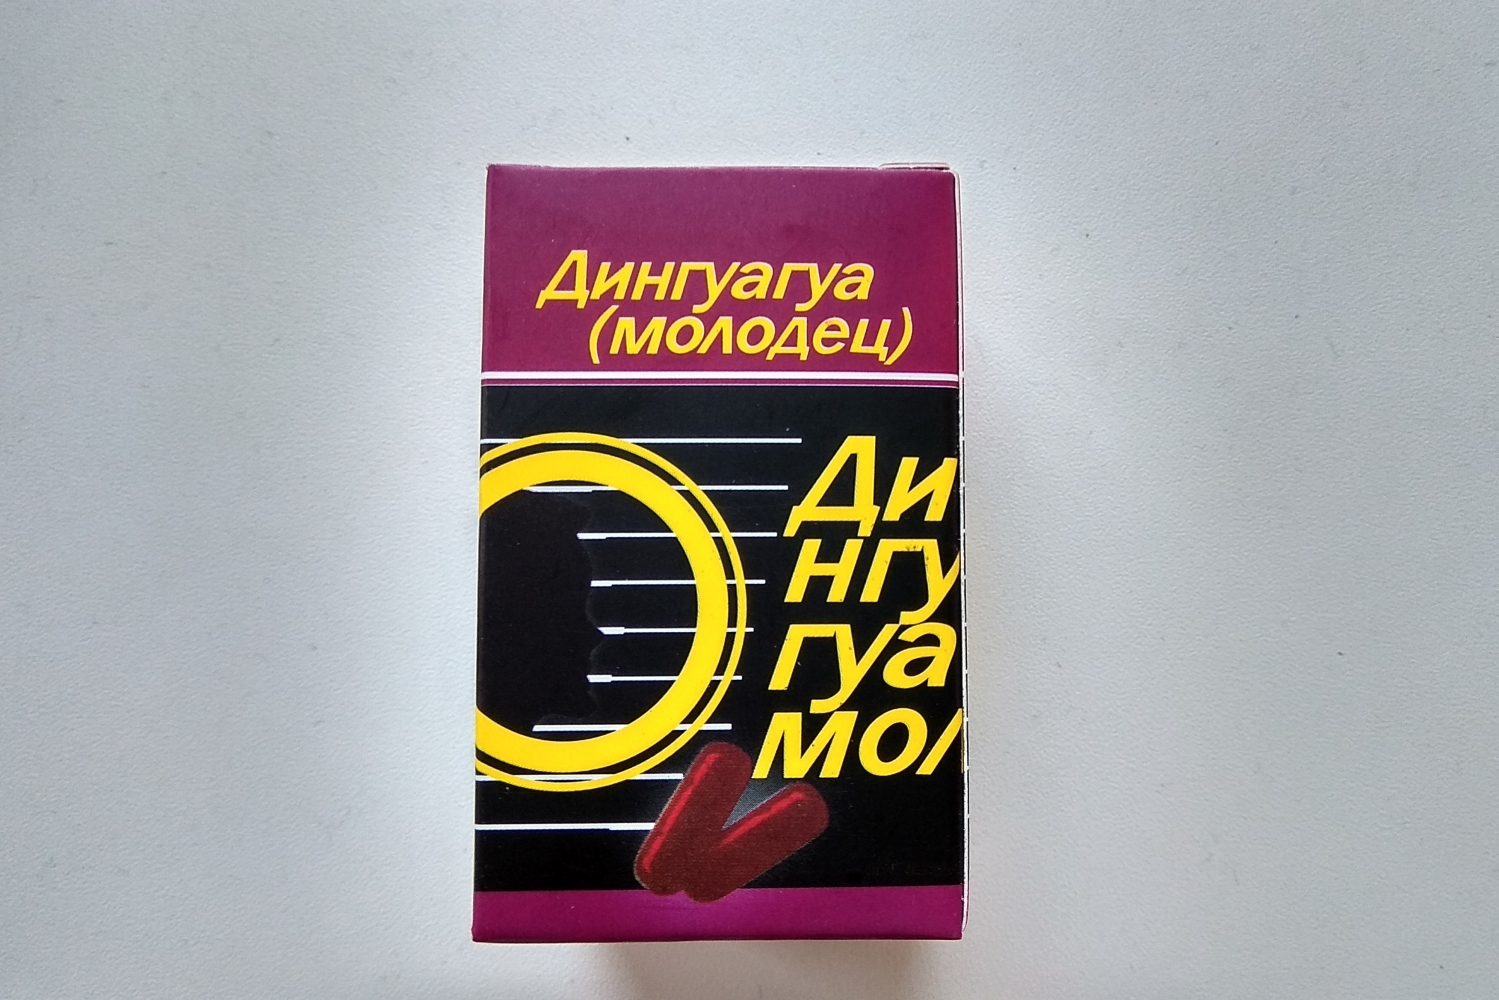 Дингуагуа
(молодец)
Ди
нгу
гуа
мол